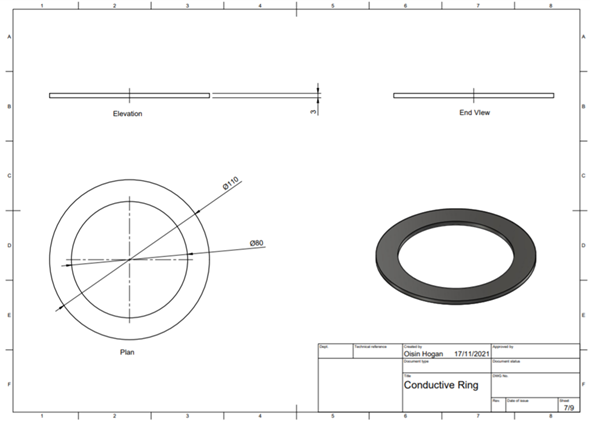 1 2 3 4 5 6 7 8
A A
B B
C C
D D
E E
F F
Elevation
3
End VIew
Ø110
Ø80
Plan
Dept. Technical reference Created by Approved by
Oisin Hogan 17/11/2021
Document type Document status
Title DWG No.
Conductive Ring
Rev. Date of issue Sheet
7/9
1 2 3 4 5 6 7 8